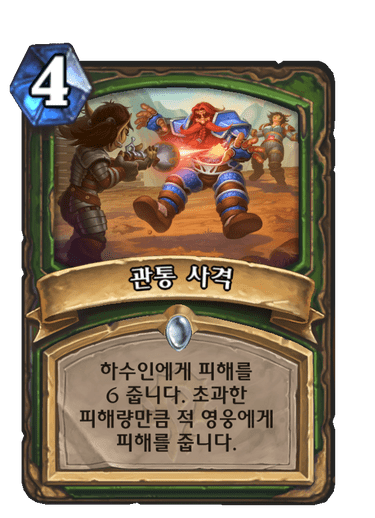 4
관통 사격
하수인에게 피해를
6 줍니다. 초과한
피해량만큼 적 영웅에게
피해를 줍니다.